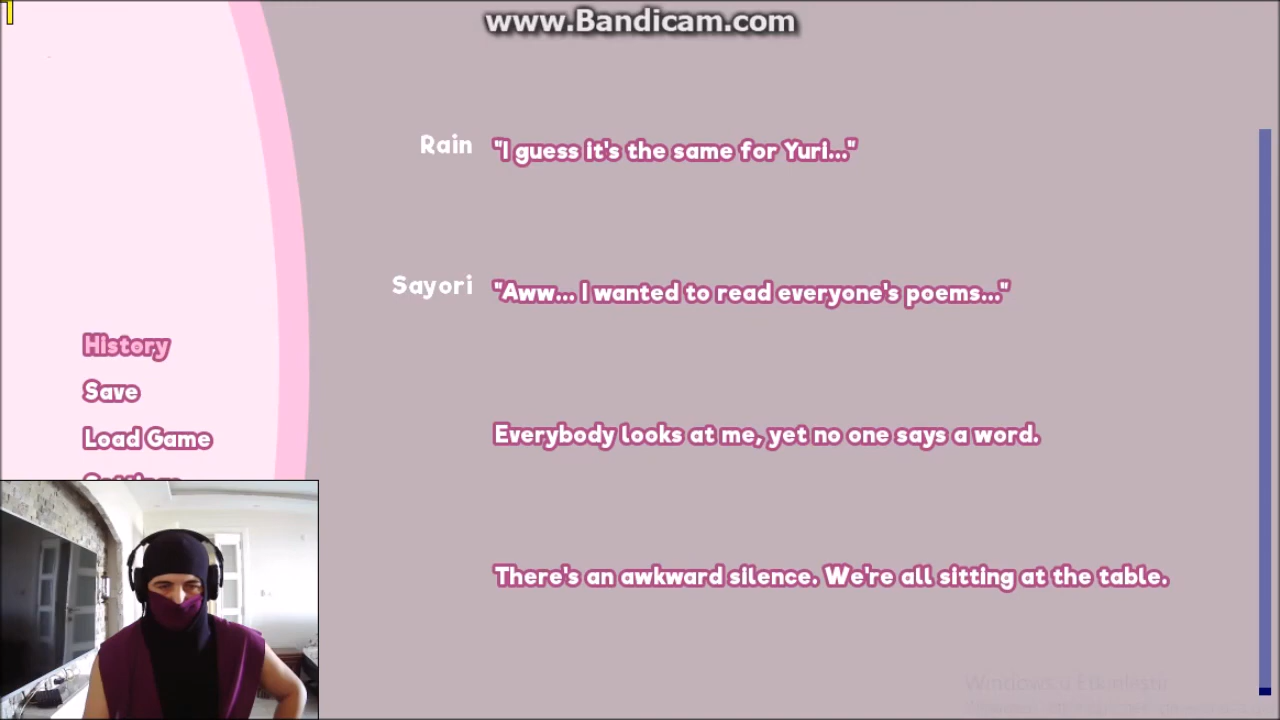 www.Bandicam.com
Rain "I guess it's the same for Yuri..."
Sayori "Aww... I wanted to read everyone's poems..."
History
Save
Everybody looks at me, yet no one says a word.
Load Game
Settings
There's an awkward silence. We're all sitting at the table.